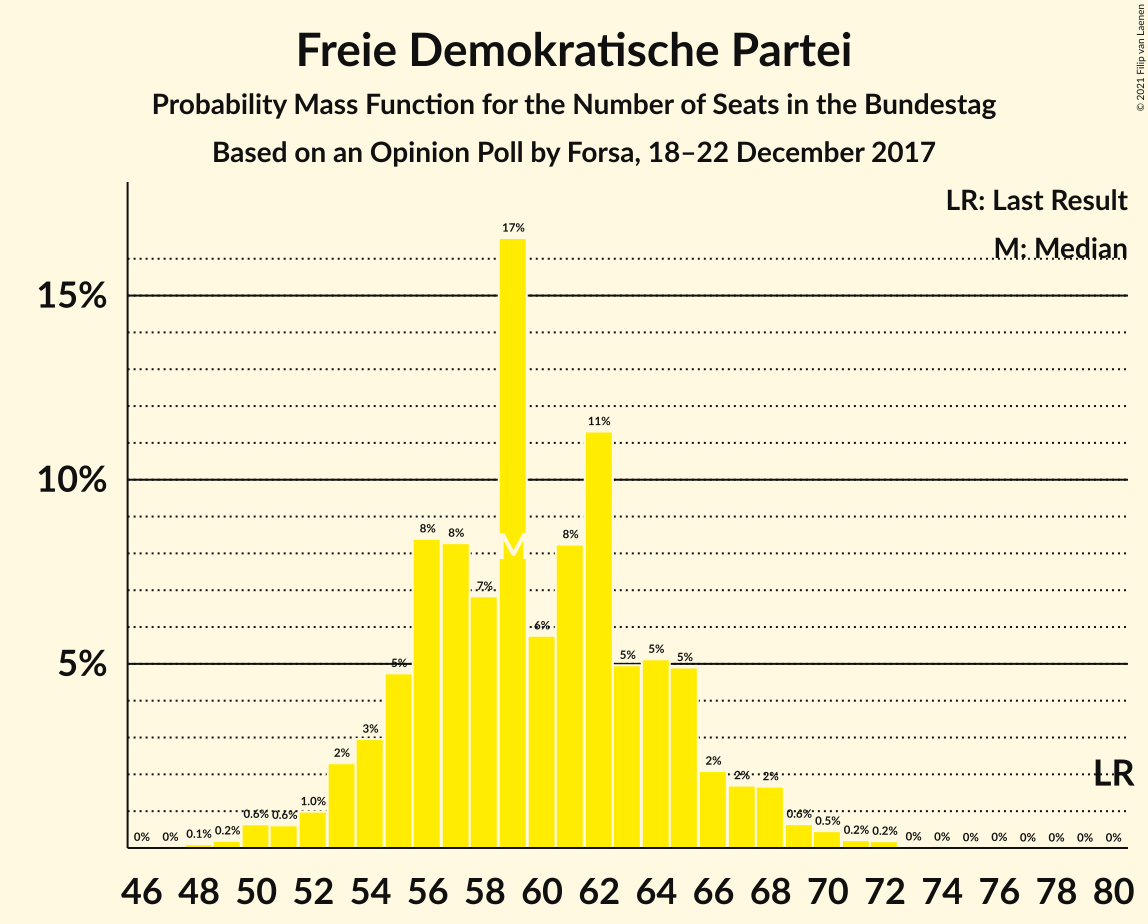 Freie Demokratische Partei
Probability Mass Function for the Number of Seats in the Bundestag
Based on an Opinion Poll by Forsa, 18–22 December 2017
© 2021 Filip van Laenen
LR: Last Result
M: Median
15%
10%
5%
0% 0% 0.1% 0.2% 0.6% 0.6% 1.0% 2% 3% 5% 8% 8% 7% 17% 6% 8% 11% 5% 5% 5% 2% 2% 2% 0.6% 0.5% 0.2% 0.2% 0% 0% 0% 0% 0% 0% 0% 0%
M
LR
46 48 50 52 54 56 58 60 62 64 66 68 70 72 74 76 78 80